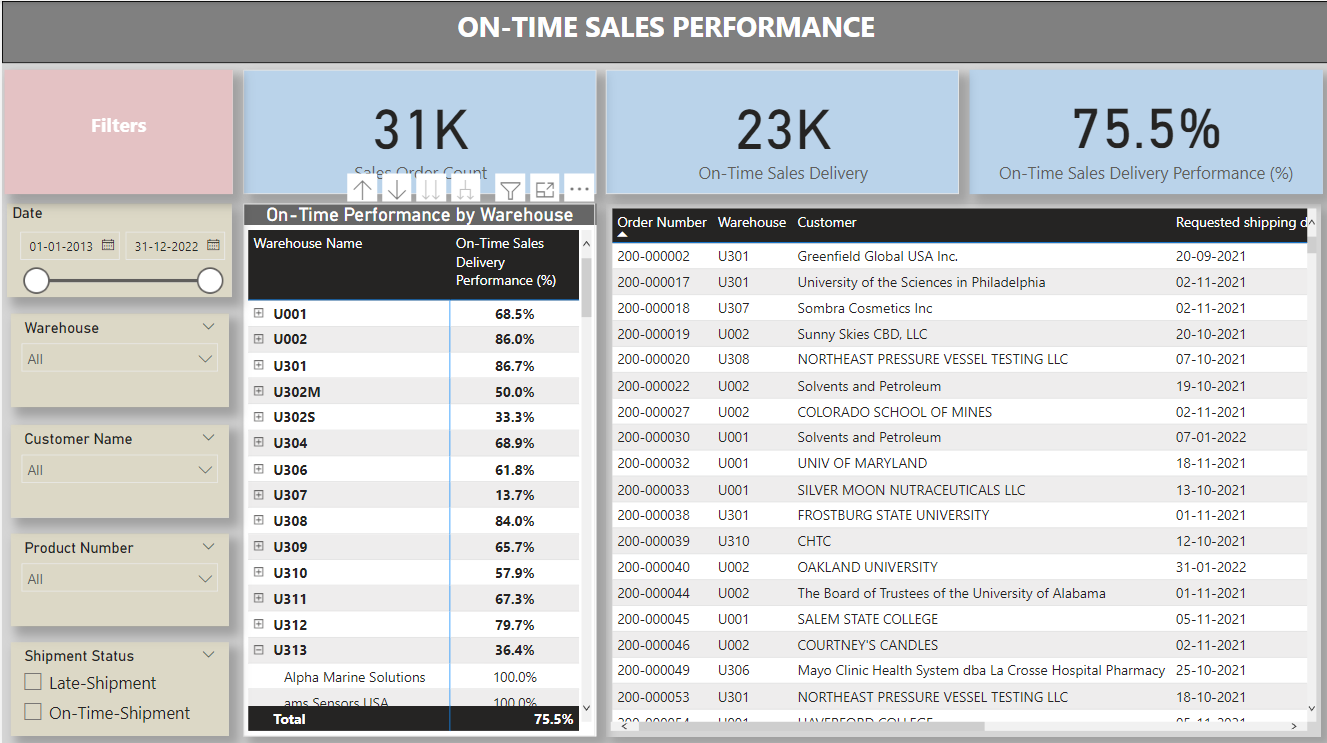 ON-TIME SALES PERFORMANCE
Filters
31K
Sales Order Count
23K
On-Time Sales Delivery
75.5%
On-Time Sales Delivery Performance (%)
Date
01-01-2013 31-12-2022
Warehouse
All
Customer Name
All
Product Number
All
Shipment Status
Late-Shipment
On-Time-Shipment
On-Time Performance by Warehouse
Warehouse Name On-Time Sales
Delivery
Performance (%)
U001 68.5%
U002 86.0%
U301 86.7%
U302M 50.0%
U302S 33.3%
U304 68.9%
U306 61.8%
U307 13.7%
U308 84.0%
U309 65.7%
U310 57.9%
U311 67.3%
U312 79.7%
U313 36.4%
Alpha Marine Solutions 100.0%
ams Sensors USA 100.0%
Total 75.5%
Order Number Warehouse Customer Requested shipping d
200-000002 U301 Greenfield Global USA Inc. 20-09-2021
200-000017 U301 University of the Sciences in Philadelphia 02-11-2021
200-000018 U307 Sombra Cosmetics Inc 02-11-2021
200-000019 U002 Sunny Skies CBD, LLC 20-10-2021
200-000020 U308 NORTHEAST PRESSURE VESSEL TESTING LLC 07-10-2021
200-000022 U002 Solvents and Petroleum 19-10-2021
200-000027 U002 COLORADO SCHOOL OF MINES 02-11-2021
200-000030 U001 Solvents and Petroleum 07-01-2022
200-000032 U001 UNIV OF MARYLAND 18-11-2021
200-000033 U001 SILVER MOON NUTRACEUTICALS LLC 13-10-2021
200-000038 U301 FROSTBURG STATE UNIVERSITY 01-11-2021
200-000039 U310 CHTC 12-10-2021
200-000040 U002 OAKLAND UNIVERSITY 31-01-2022
200-000044 U002 The Board of Trustees of the University of Alabama 01-11-2021
200-000045 U001 SALEM STATE COLLEGE 05-11-2021
200-000046 U002 COURTNEY'S CANDLES 02-11-2021
200-000049 U306 Mayo Clinic Health System dba La Crosse Hospital Pharmacy 25-10-2021
200-000053 U301 NORTHEAST PRESSURE VESSEL TESTING LLC 18-10-2021
200-000054 U001 HAVERFORD COLLEGE 05-11-2021